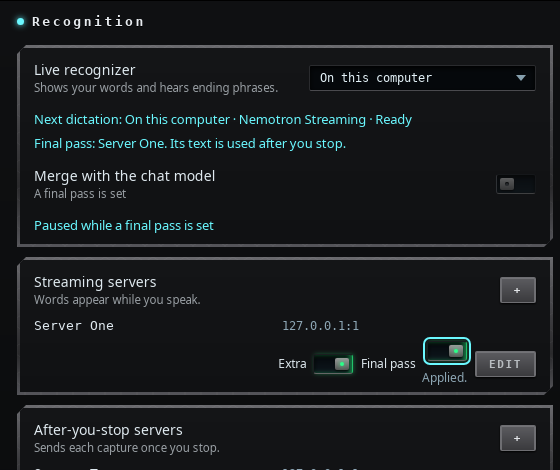 Recognition
Live recognizer
Shows your words and hears ending phrases.
On this computer
Next dictation: On this computer · Nemotron Streaming · Ready
Final pass: Server One. Its text is used after you stop.
Merge with the chat model
A final pass is set
Paused while a final pass is set
Streaming servers
Words appear while you speak.
+
Server One 127.0.0.1:1
Extra Final pass EDIT
Applied.
After-you-stop servers
Sends each capture once you stop.
+